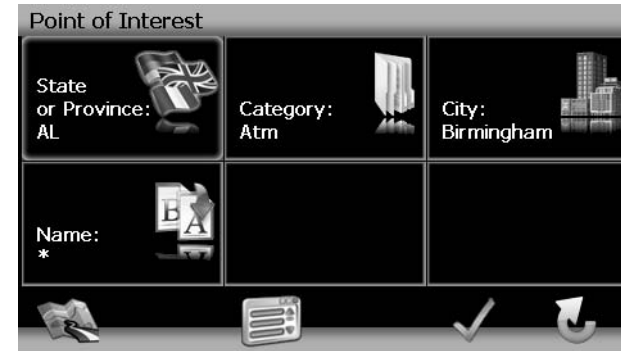 Point of Interest
State
or Province:
AL
Category:
Atm
City:
Birmingham
Name:
*
B
A